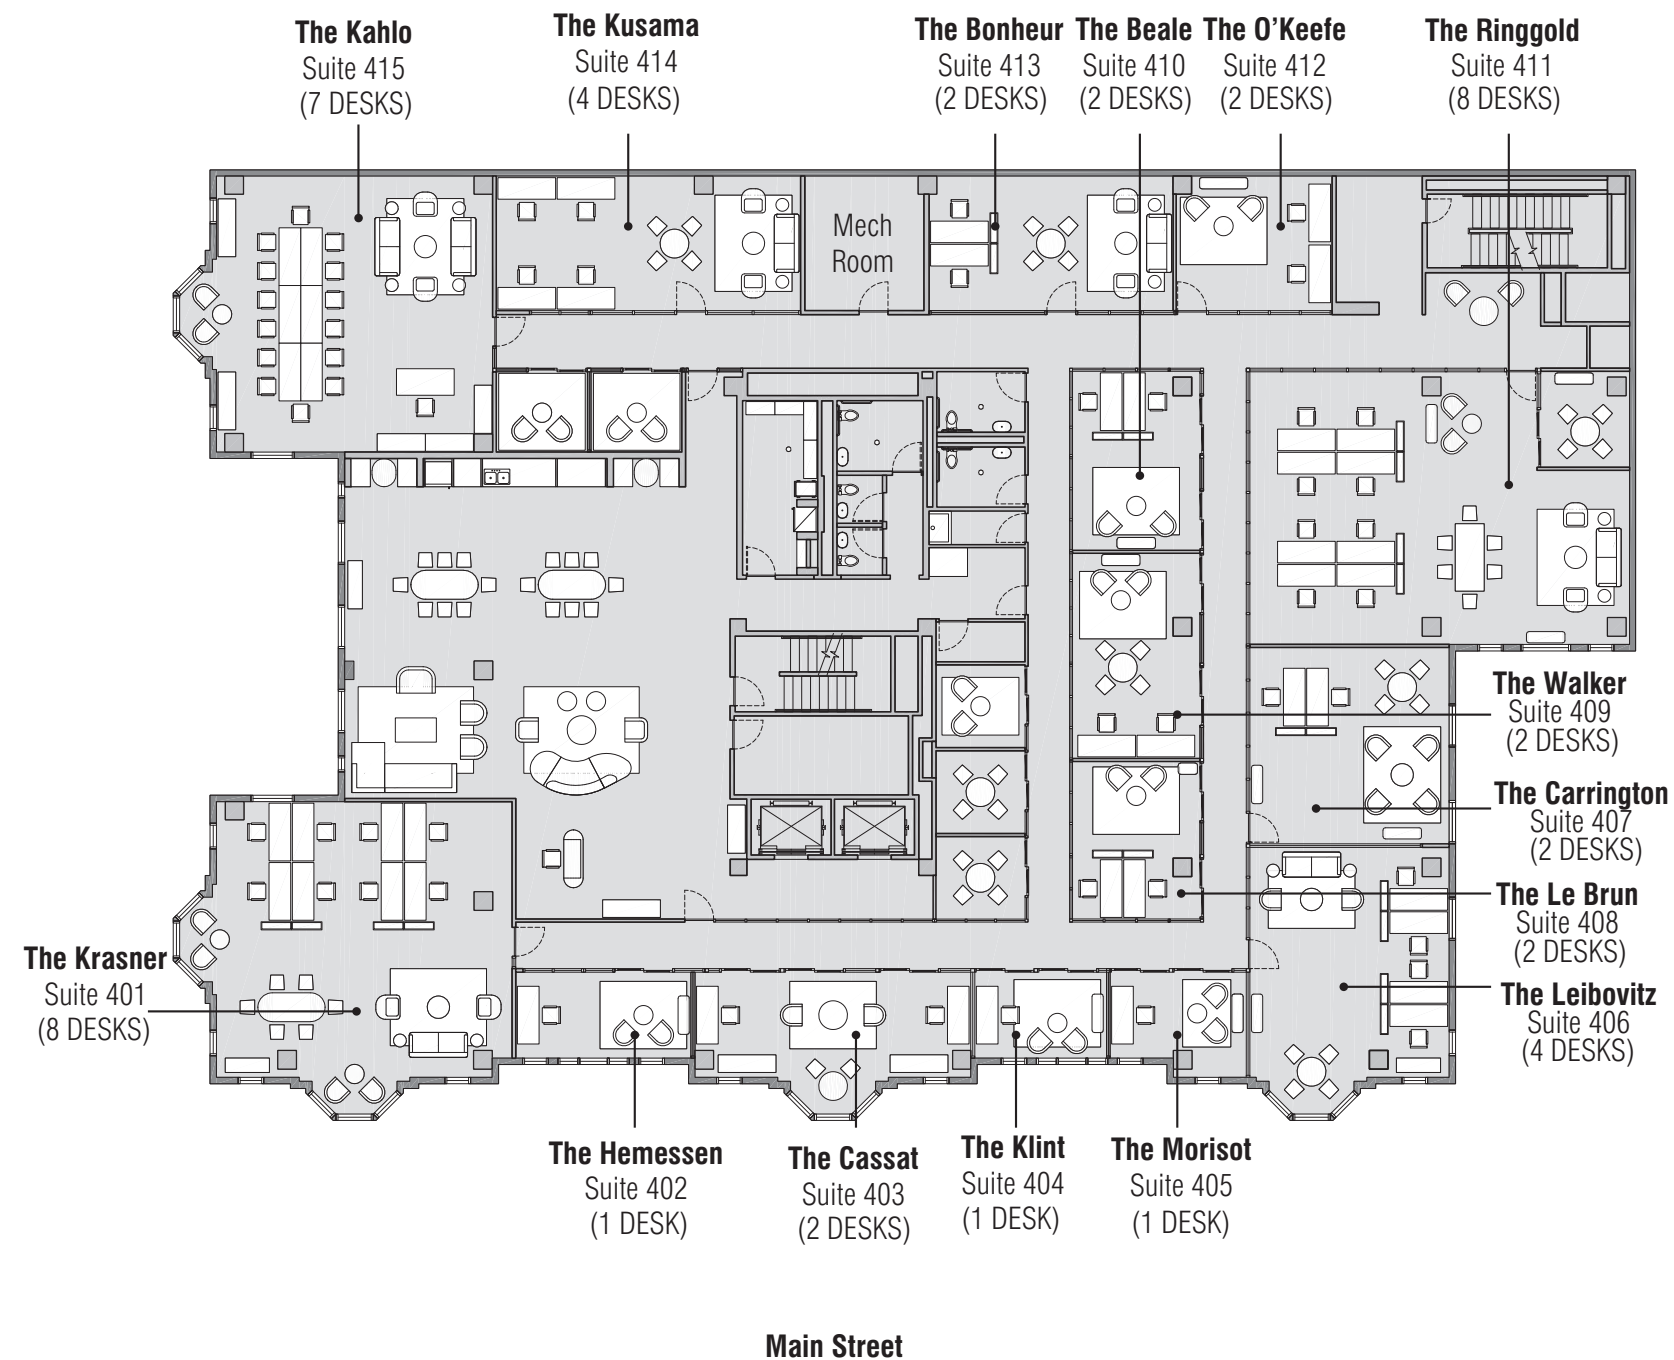 The Kahlo
Suite 415
(7 DESKS)
The Kusama
Suite 414
(4 DESKS)
The Bonheur
Suite 413
(2 DESKS)
The Beale
Suite 410
(2 DESKS)
The O’Keefe
Suite 412
(2 DESKS)
The Ringgold
Suite 411
(8 DESKS)
Mech
Room
The Walker
Suite 409
(2 DESKS)
The Carrington
Suite 407
(2 DESKS)
The Le Brun
Suite 408
(2 DESKS)
The Leibovitz
Suite 406
(4 DESKS)
The Krasner
Suite 401
(8 DESKS)
The Hemessen
Suite 402
(1 DESK)
The Cassat
Suite 403
(2 DESKS)
The Klint
Suite 404
(1 DESK)
The Morisot
Suite 405
(1 DESK)
Main Street